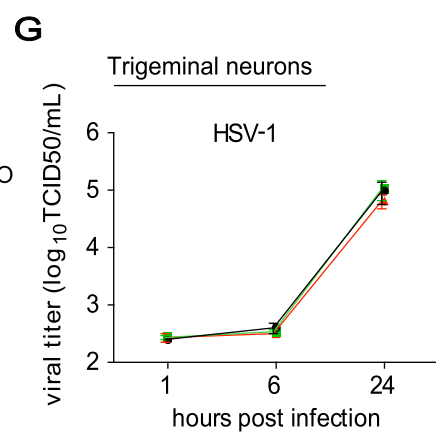 G
Trigeminal neurons
HSV-1
viral titer (log10TCID50/mL)
6
5
4
3
2
1 6 24
hours post infection
O